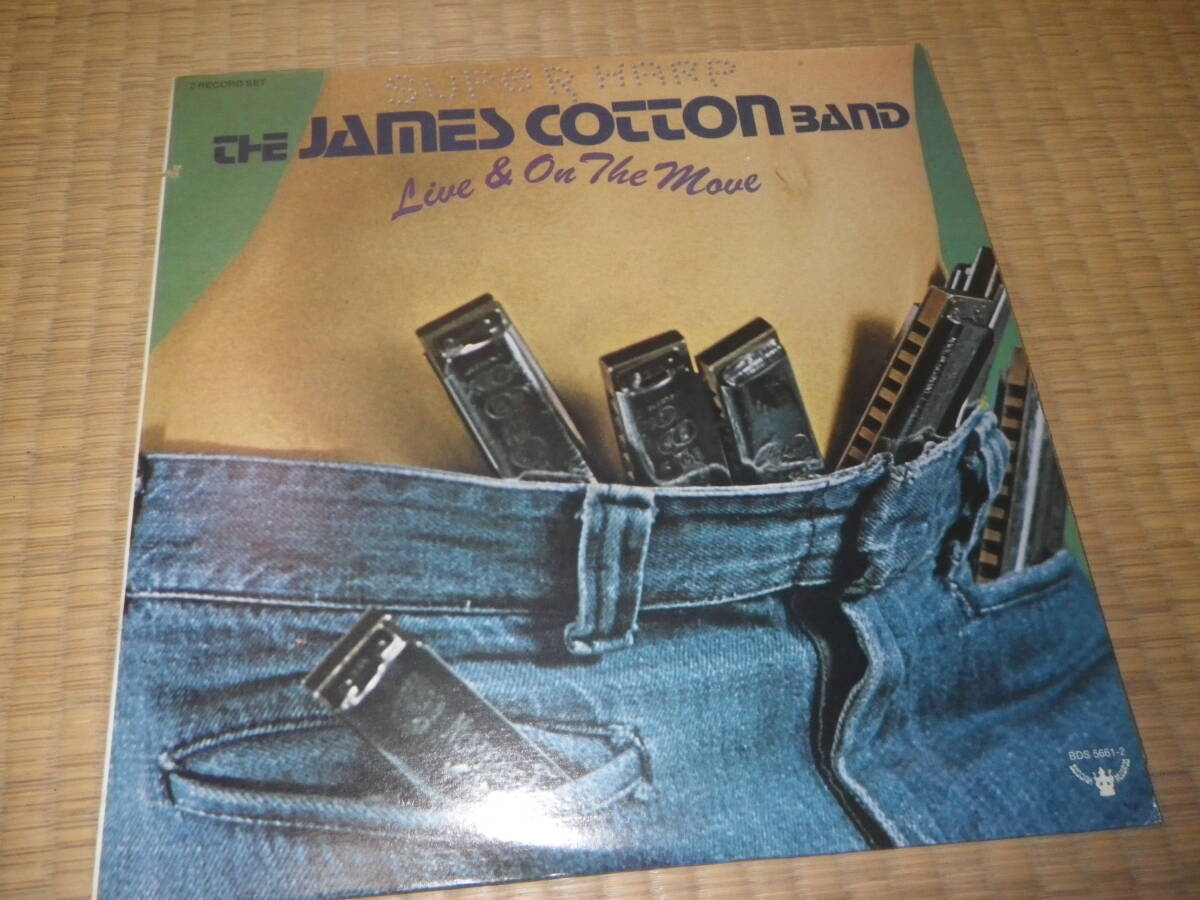 2 RECORD SET
SUPER HARP
THE JAMES COTTON BAND
Live & On The Move
BDS 5661-2